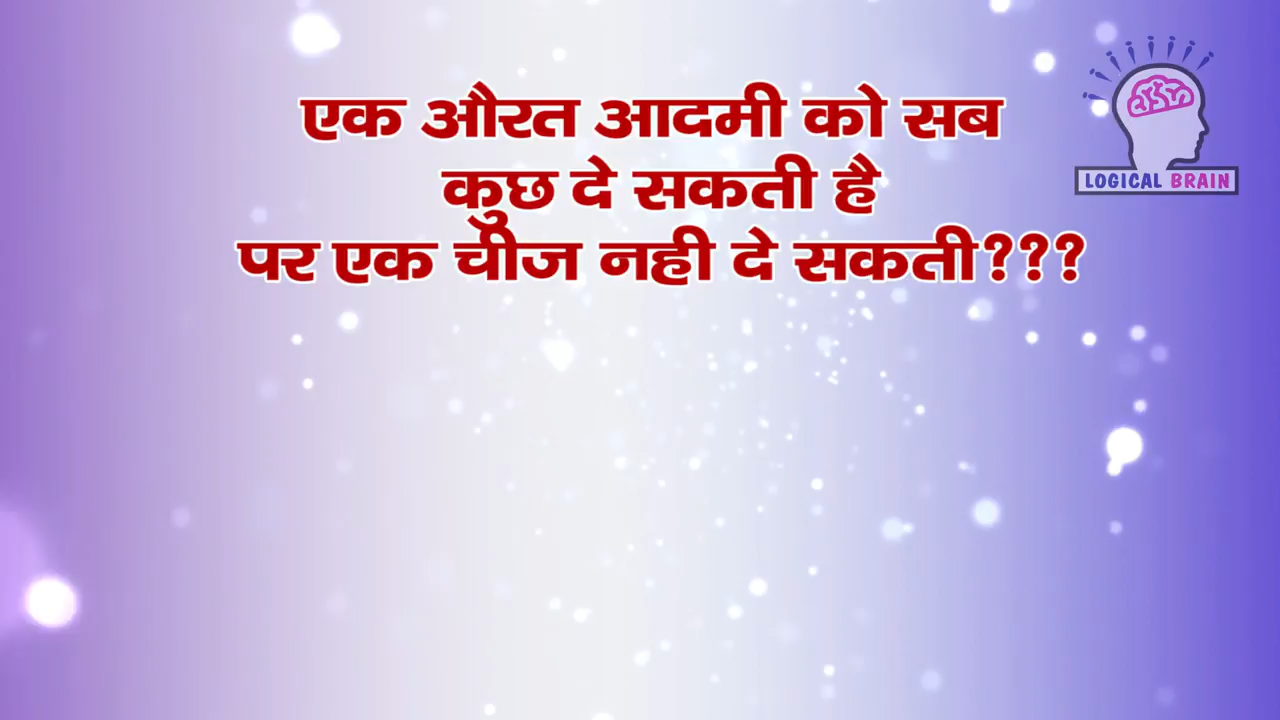 एक औरत आदमी को सब
कुछ दे सकती है
पर एक चीज नही दे सकती???
LOGICAL BRAIN